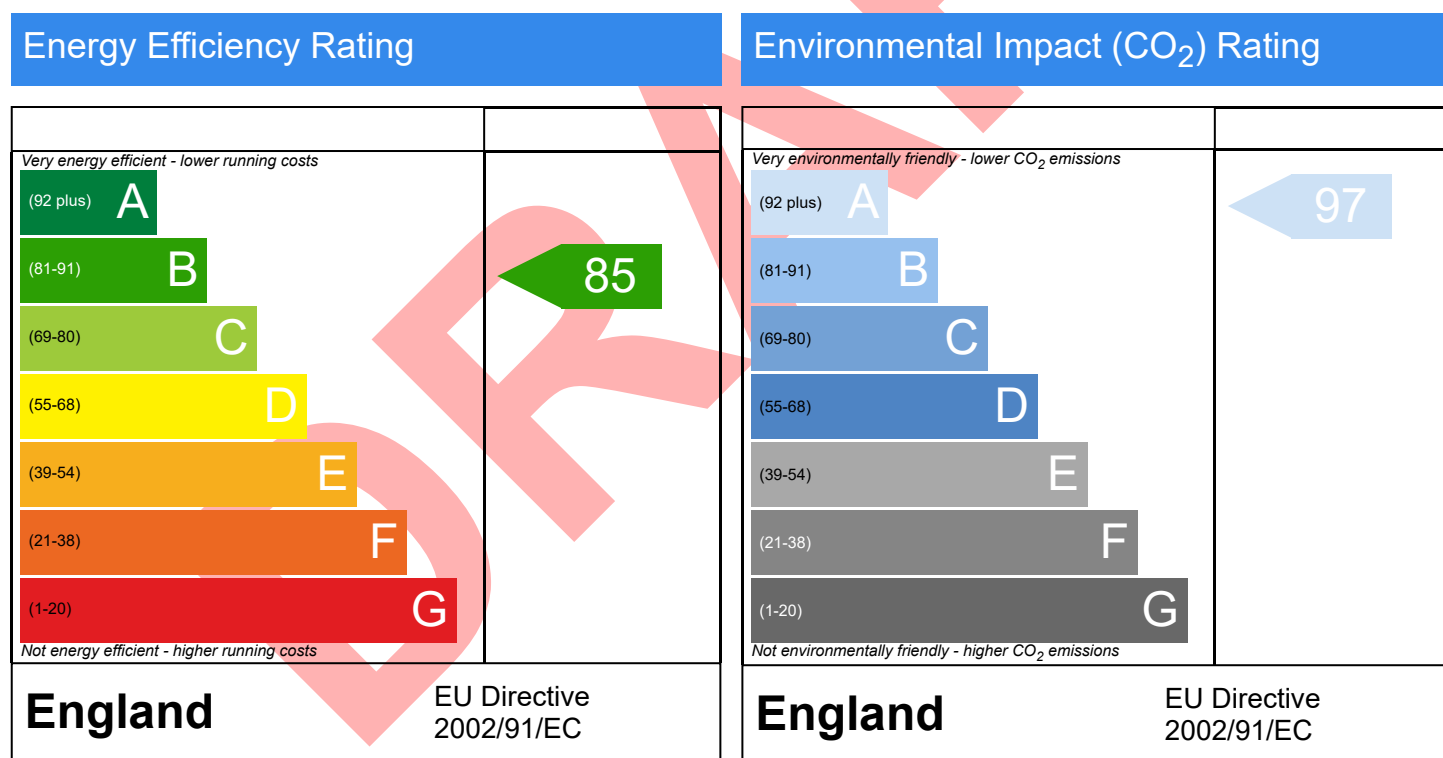 Energy Efficiency Rating
Very energy efficient - lower running costs
(92 plus) A
(81-91) B
(69-80) C
(55-68) D
(39-54) E
(21-38) F
(1-20) G
Not energy efficient - higher running costs
85
England
EU Directive
2002/91/EC
Environmental Impact (CO2) Rating
Very environmentally friendly - lower CO2 emissions
(92 plus) A
(81-91) B
(69-80) C
(55-68) D
(39-54) E
(21-38) F
(1-20) G
Not environmentally friendly - higher CO2 emissions
97
England
EU Directive
2002/91/EC